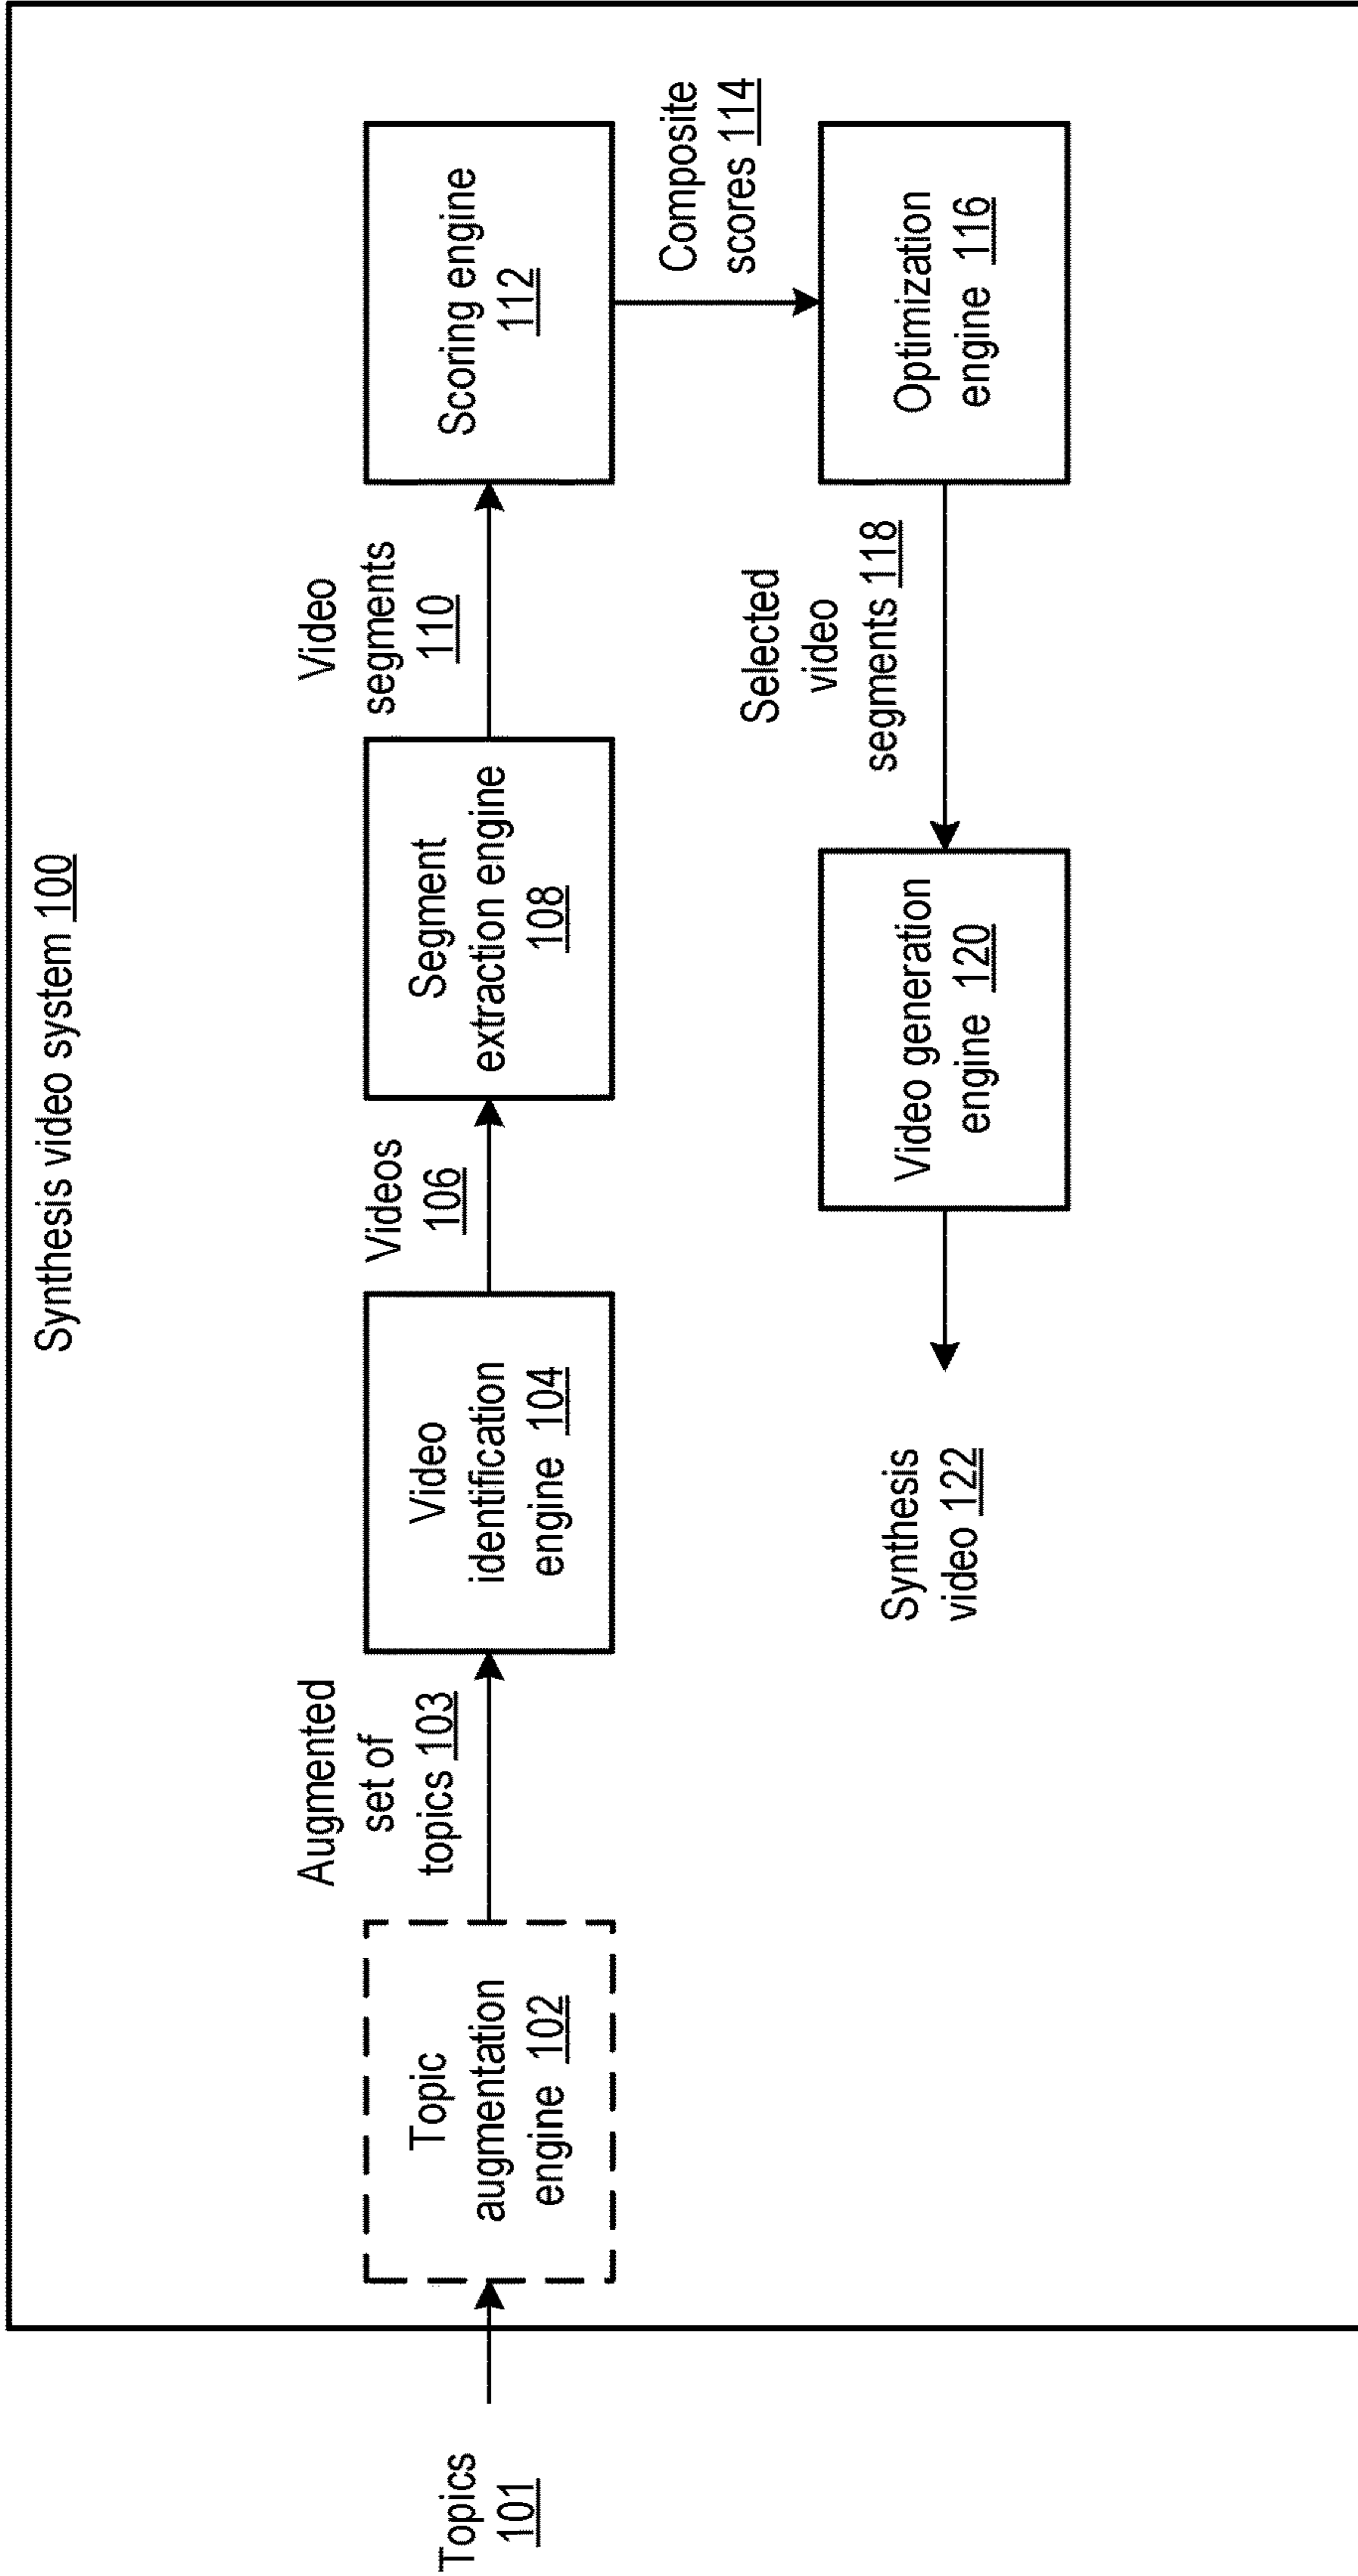 Synthesis video system 100
Topics
101
Topic
augmentation
engine 102
Augmented
set of
topics 103
Video
identification
engine 104
Videos
106
Segment
extraction engine
108
Video
segments
110
Scoring engine
112
Composite
scores 114
Optimization
engine 116
Selected
video
segments 118
Video generation
engine 120
Synthesis
video 122